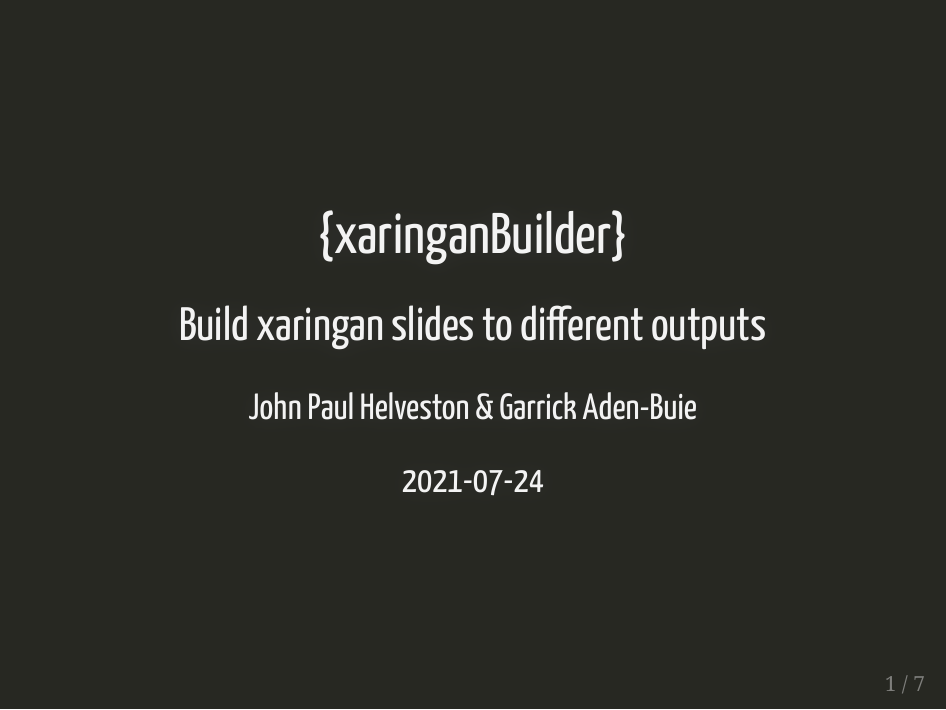 {xaringanBuilder}
Build xaringan slides to different outputs
John Paul Helveston & Garrick Aden-Buie
2021-07-24
1 / 7